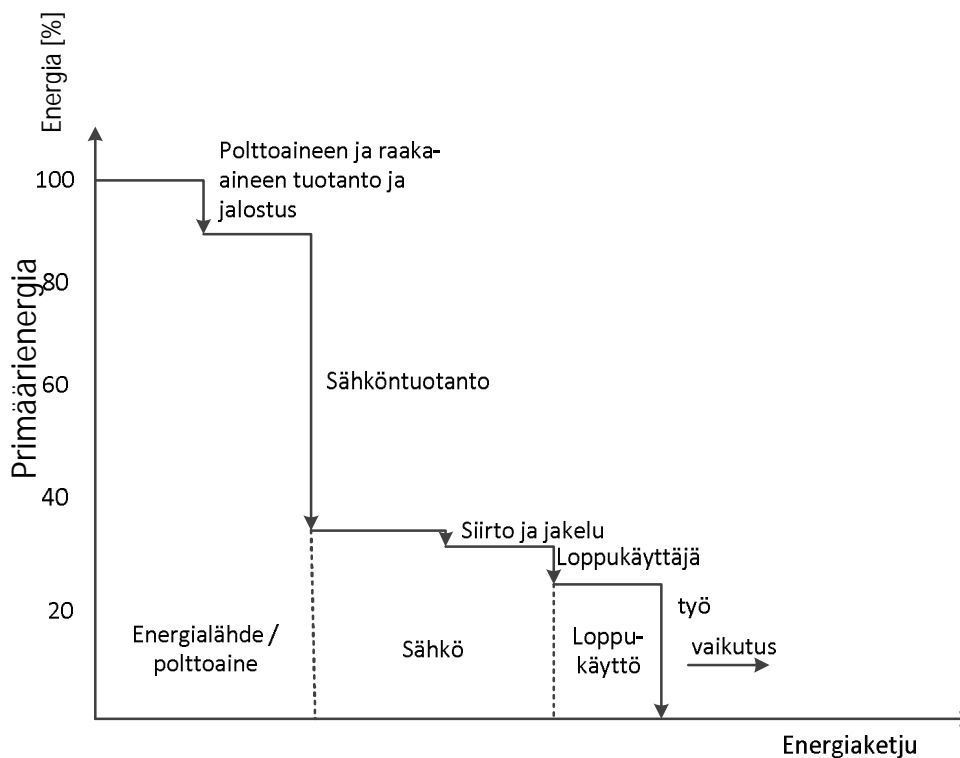 Energia [%]
Primäärienergia
100
80
60
40
20
Polttoaineen ja raaka-
aineen tuotanto ja
jalostus
Sähköntuotanto
Siirto ja jakelu
Loppukäyttäjä
työ
vaikutus
Energialähde /
polttoaine
Sähkö
Loppu-
käyttö
Energiaketju